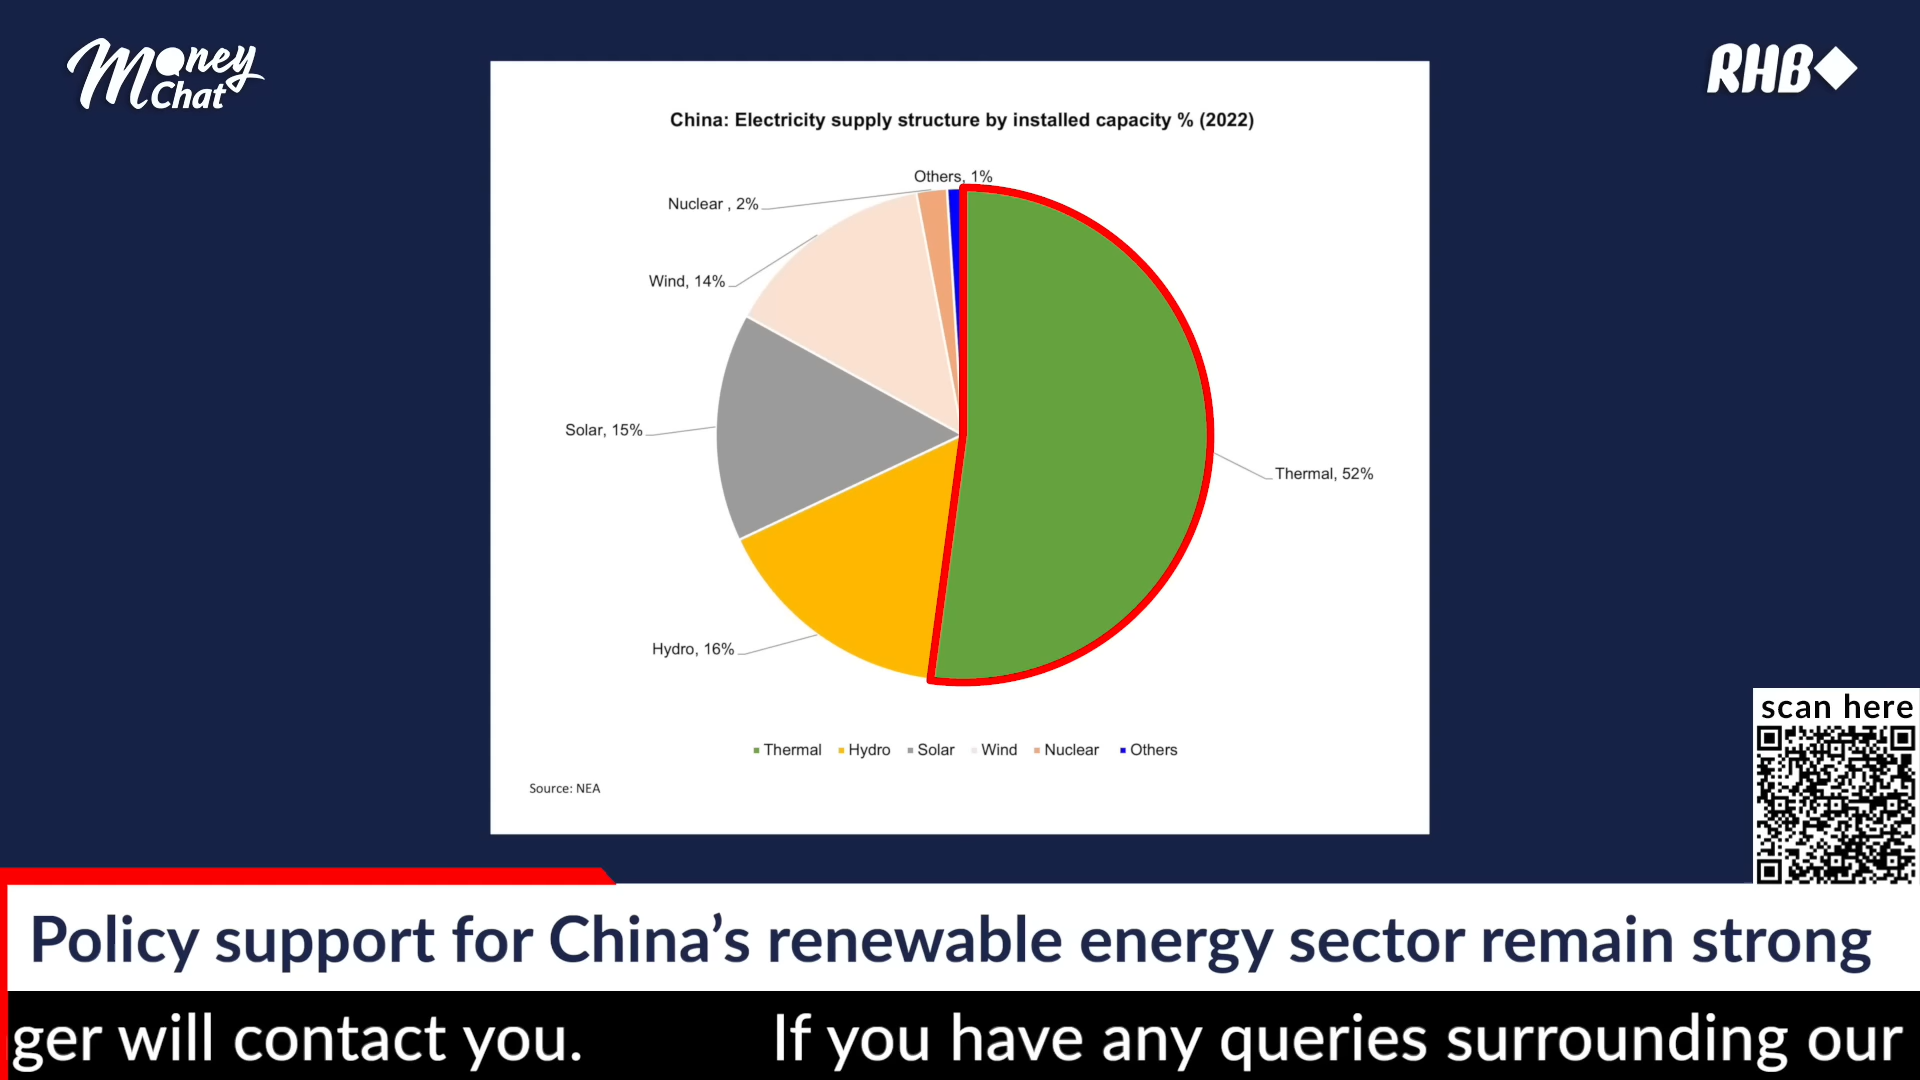 Money
Chat
RHB
China: Electricity supply structure by installed capacity % (2022)
Others, 1%
Nuclear , 2%
Wind, 14%
Solar, 15%
Thermal, 52%
Hydro, 16%
Thermal Hydro Solar Wind Nuclear Others
Source: NEA
scan here
Policy support for China’s renewable energy sector remain strong
ger will contact you. If you have any queries surrounding our